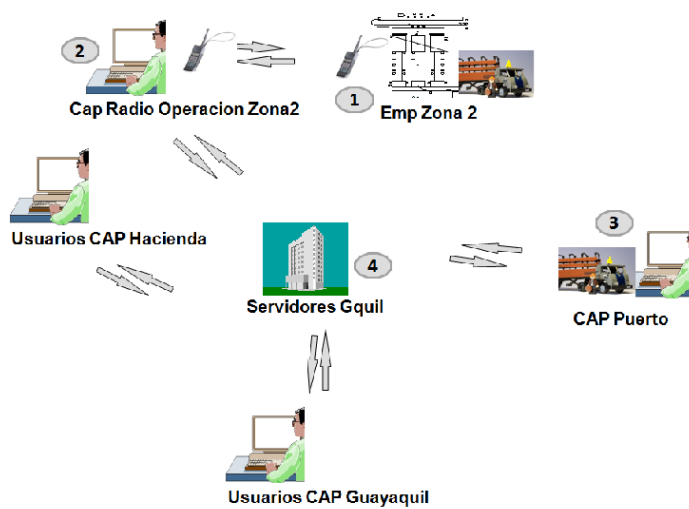 2
1
Cap Radio Operacion Zona2
Emp Zona 2
Usuarios CAP Hacienda
3
4
Servidores Gquil
CAP Puerto
Usuarios CAP Guayaquil